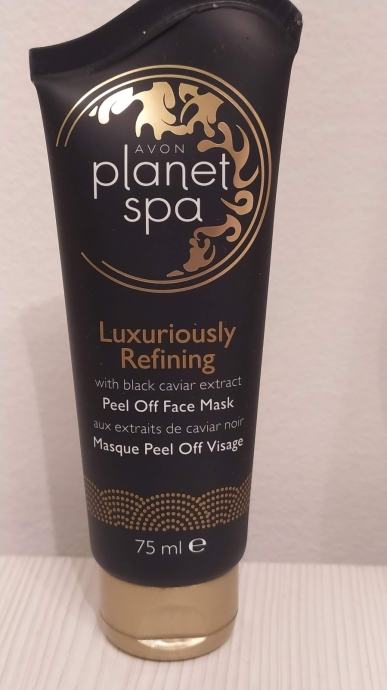 AVON
planet
spa
Luxuriously
Refining
with black caviar extract
Peel Off Face Mask
aux extraits de caviar noir
Masque Peel Off Visage
75 ml ℮